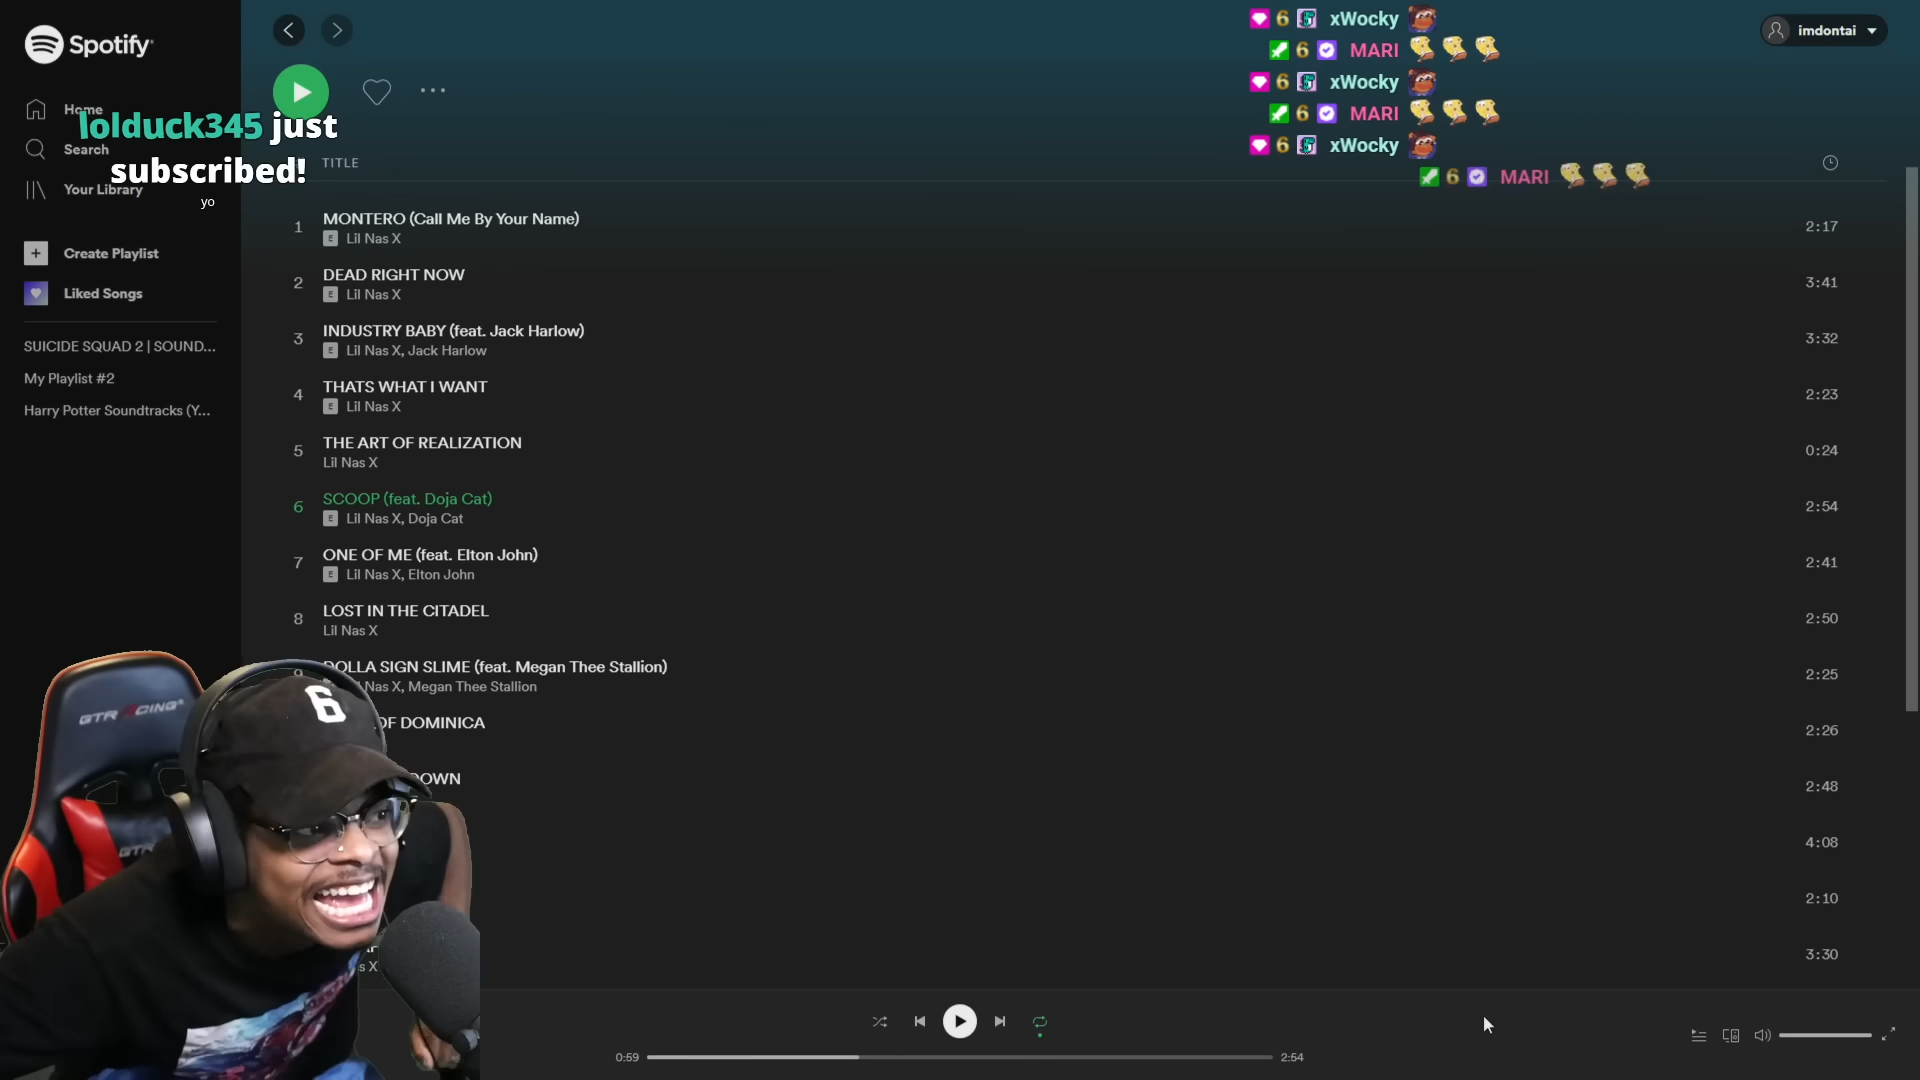 Spotify
imdontai
6 xWocky
6 MARI
6 xWocky
6 MARI
6 xWocky
6 MARI
Home
lolduck345 just
subscribed!
Search
Your Library
yo
Create Playlist
Liked Songs
SUICIDE SQUAD 2 | SOUND...
My Playlist #2
Harry Potter Soundtracks (Y...
TITLE
1 MONTERO (Call Me By Your Name) 2:17
E Lil Nas X
2 DEAD RIGHT NOW 3:41
E Lil Nas X
3 INDUSTRY BABY (feat. Jack Harlow) 3:32
E Lil Nas X, Jack Harlow
4 THATS WHAT I WANT 2:23
E Lil Nas X
5 THE ART OF REALIZATION 0:24
Lil Nas X
6 SCOOP (feat. Doja Cat) 2:54
E Lil Nas X, Doja Cat
7 ONE OF ME (feat. Elton John) 2:41
E Lil Nas X, Elton John
8 LOST IN THE CITADEL 2:50
Lil Nas X
DOLLA SIGN SLIME (feat. Megan Thee Stallion) 2:25
Nas X, Megan Thee Stallion
OF DOMINICA 2:26
DOWN 2:48
4:08
2:10
3:30
s X
GTRACING
GTR
6
0:59
2:54